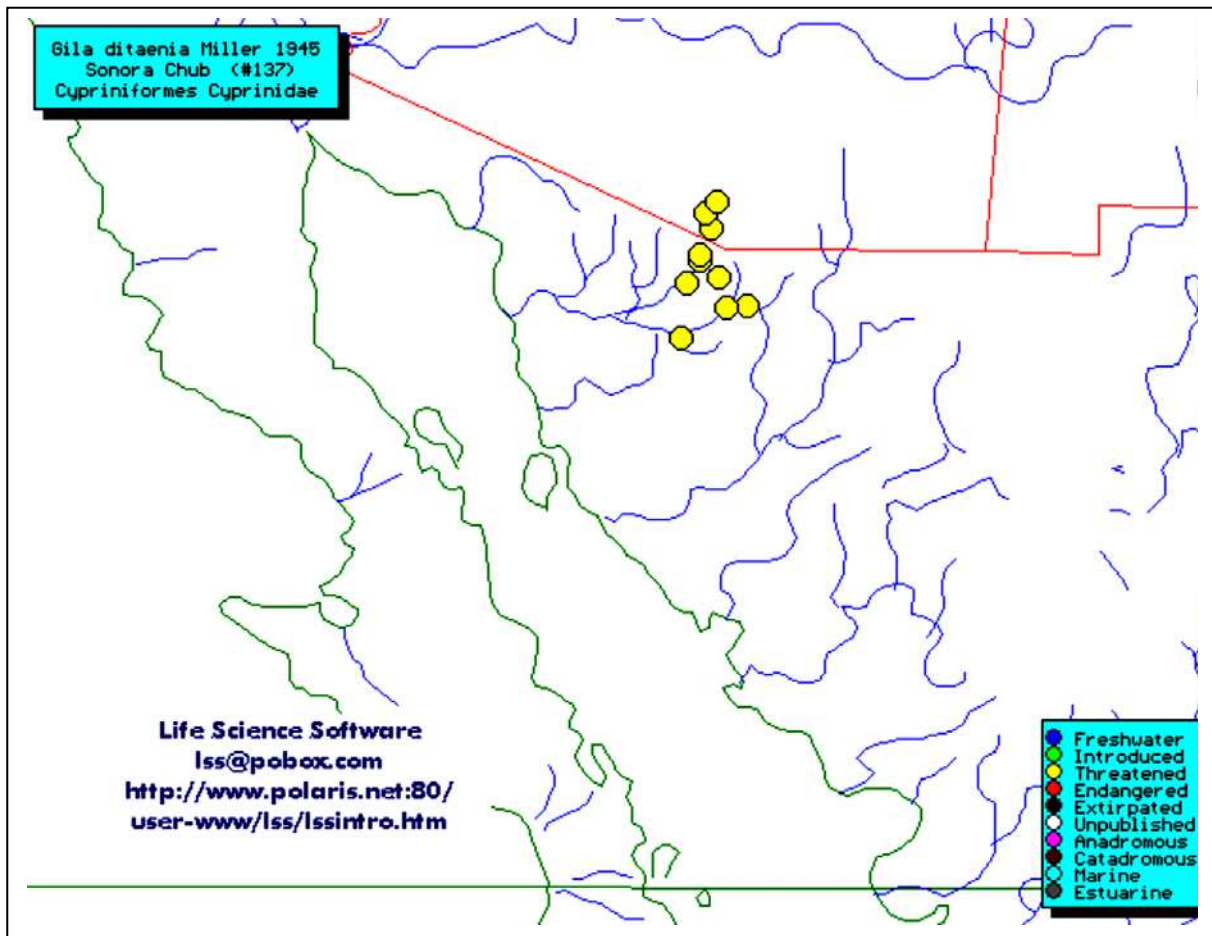 Gila ditaenia Miller 1945
Sonora Chub (#137)
Cypriniformes Cyprinidae
Life Science Software
lss@pobox.com
http://www.polaris.net:80/
user-www/lss/lssintro.htm
Freshwater
Introduced
Threatened
Endangered
Extirpated
Unpublished
Anadromous
Catadromous
Marine
Estuarine